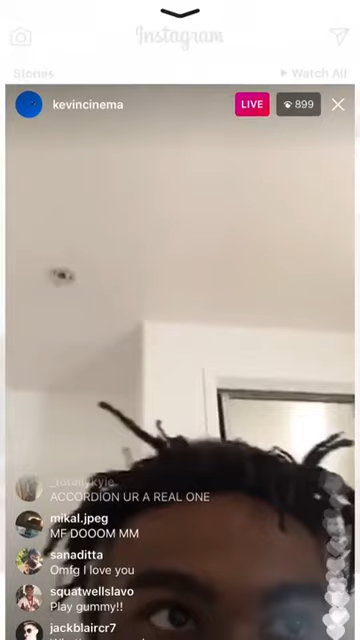 Instagram
Stories
Watch All
kevincinema
LIVE
899
_totallykyle_
ACCORDION UR A REAL ONE
mikal.jpeg
MF DOOOM MM
sanaditta
Omfg I love you
squatwellslavo
Play gummy!!
jackblaircr7